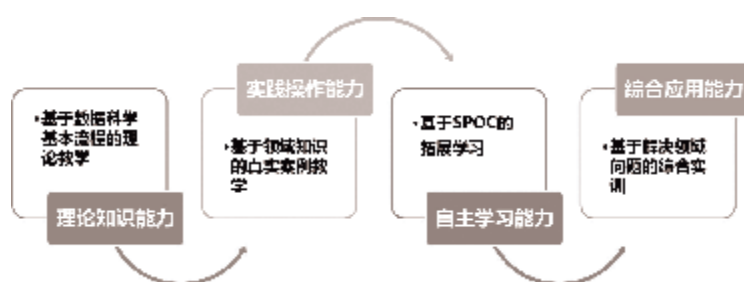 •基于数据科学
基本流程的理
论教学
理论知识能力
实践操作能力
•基于领域知识
的真实案例教
学
•基于SPOC的
拓展学习
自主学习能力
综合应用能力
•基于解决领域
问题的综合实
训